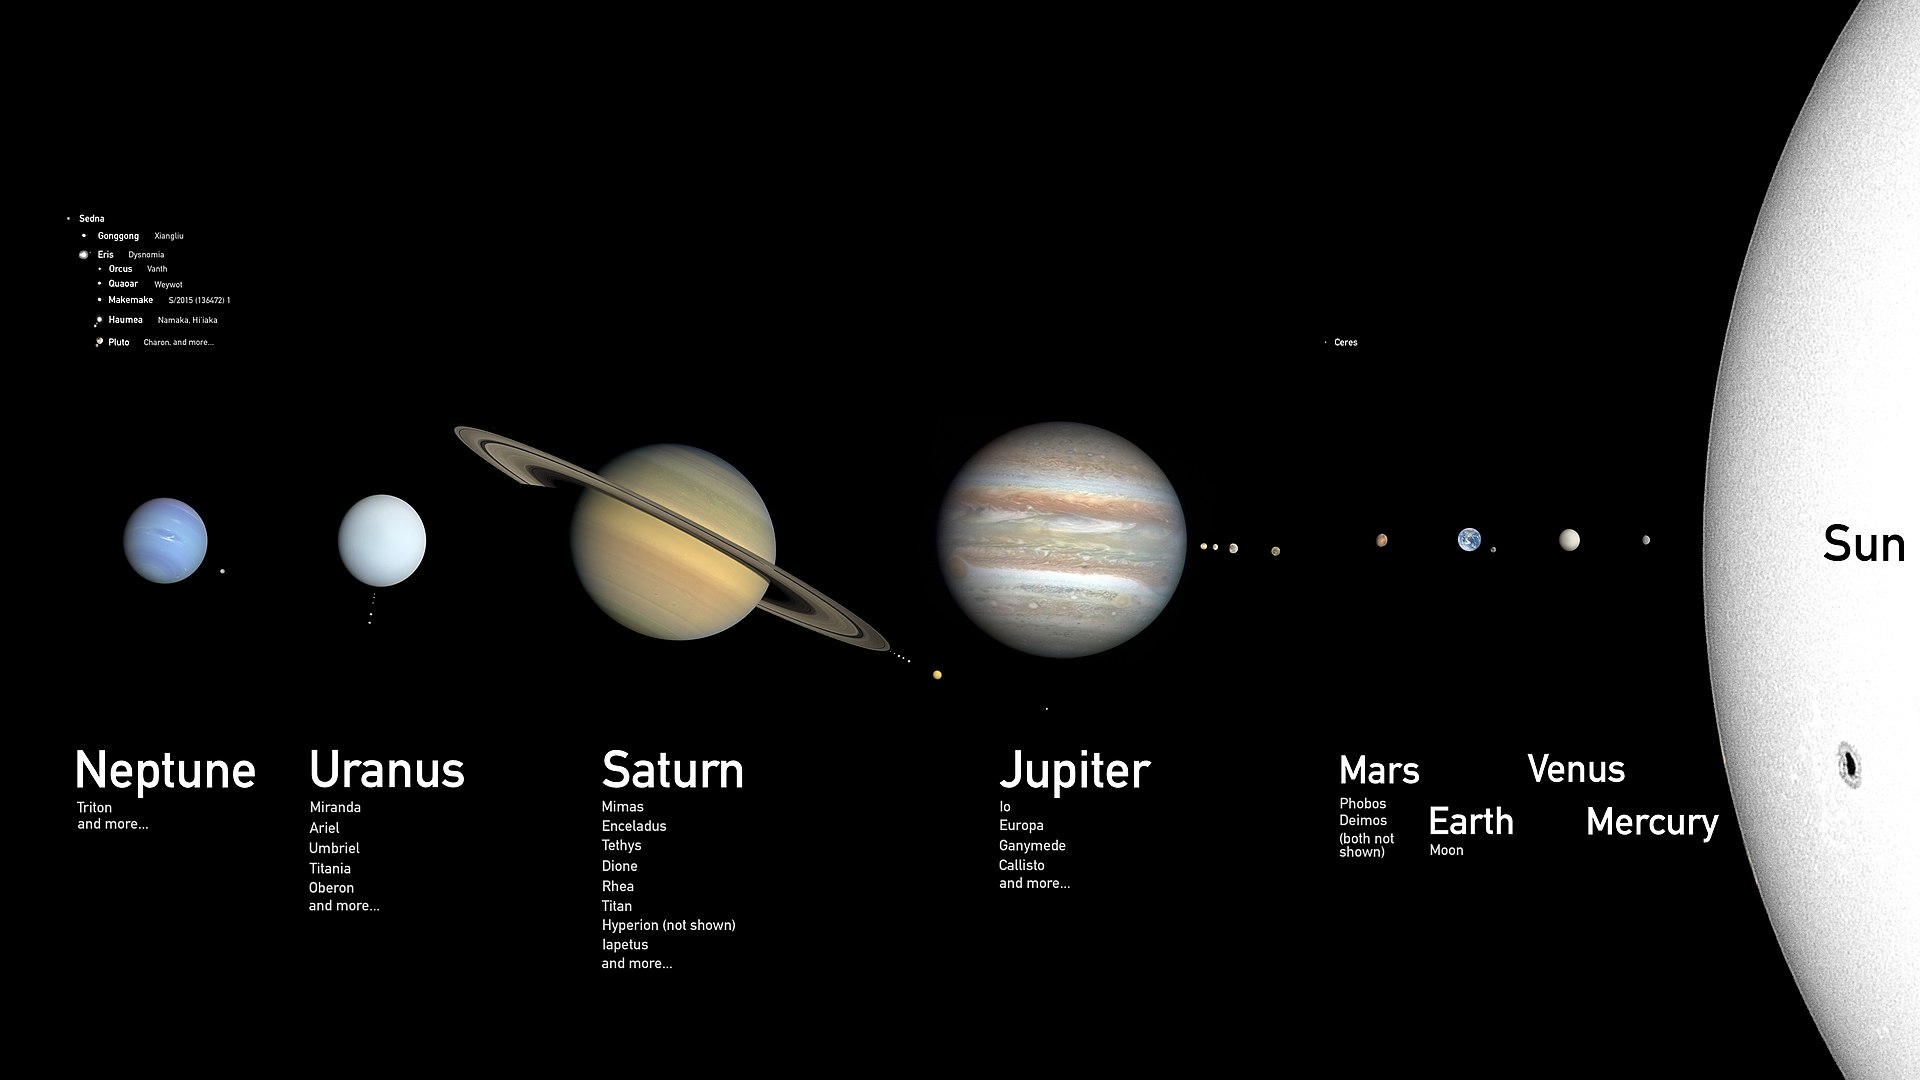 Sedna
Gonggong Xiangliu
Eris Dysnomia
Orcus Vanth
Quaoar Weywot
Makemake S/2015 (136472) 1
Haumea Namaka, Hi'iaka
Pluto Charon, and more...
Ceres
Sun
Neptune
Triton
and more...
Uranus
Miranda
Ariel
Umbriel
Titania
Oberon
and more...
Saturn
Mimas
Enceladus
Tethys
Dione
Rhea
Titan
Hyperion (not shown)
Iapetus
and more...
Jupiter
Io
Europa
Ganymede
Callisto
and more...
Mars
Phobos
Deimos
(both not
shown)
Earth
Moon
Venus
Mercury